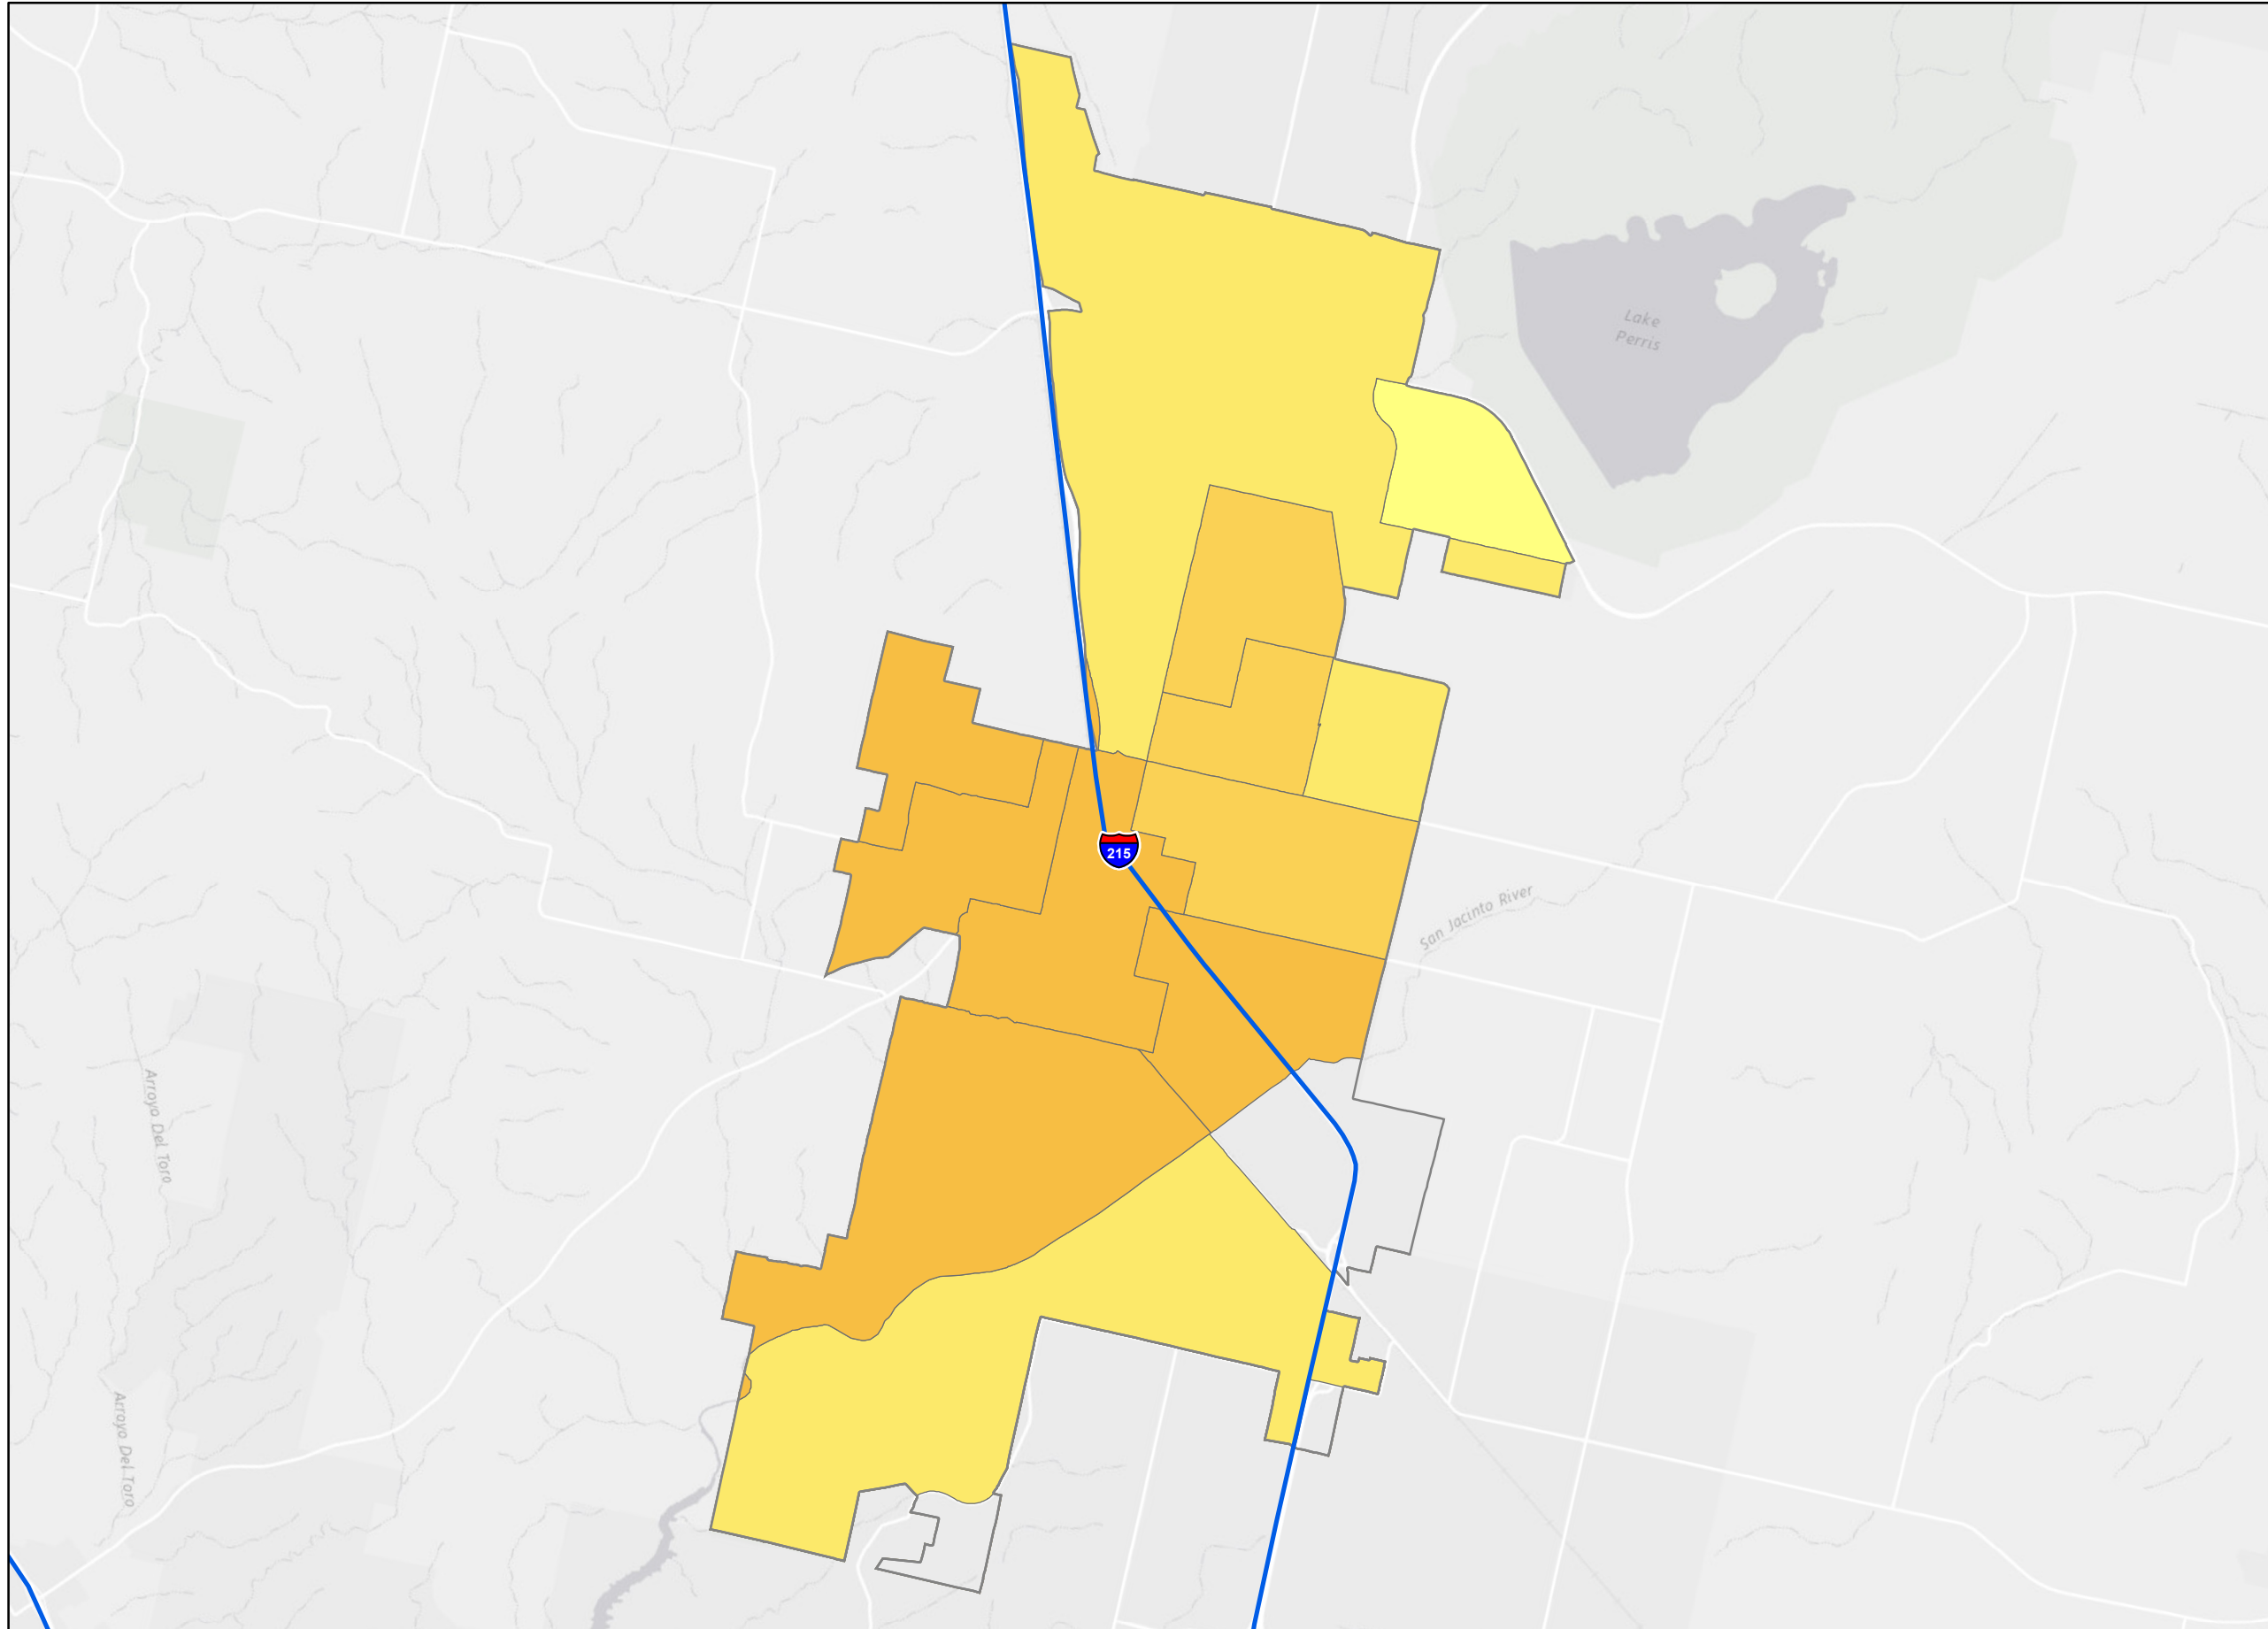 Lake
Perris
215
San Jacinto River
Arroyo Del Toro
Arroyo Del Toro